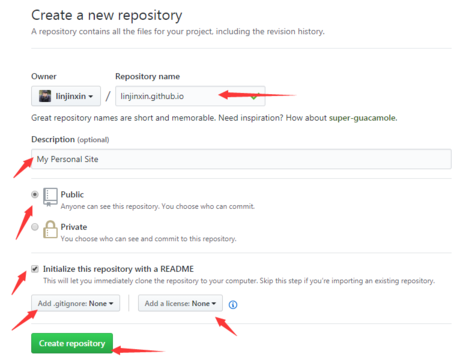 Create a new repository
A repository contains all the files for your project, including the revision history.
Owner Repository name
linjinxin / linjinxin.github.io
Great repository names are short and memorable. Need inspiration? How about super-guacamole.
Description (optional)
My Personal Site
Public
Anyone can see this repository. You choose who can commit.
Private
You choose who can see and commit to this repository.
Initialize this repository with a README
This will let you immediately clone the repository to your computer. Skip this step if you're importing an existing repository.
Add .gitignore: None Add a license: None
Create repository